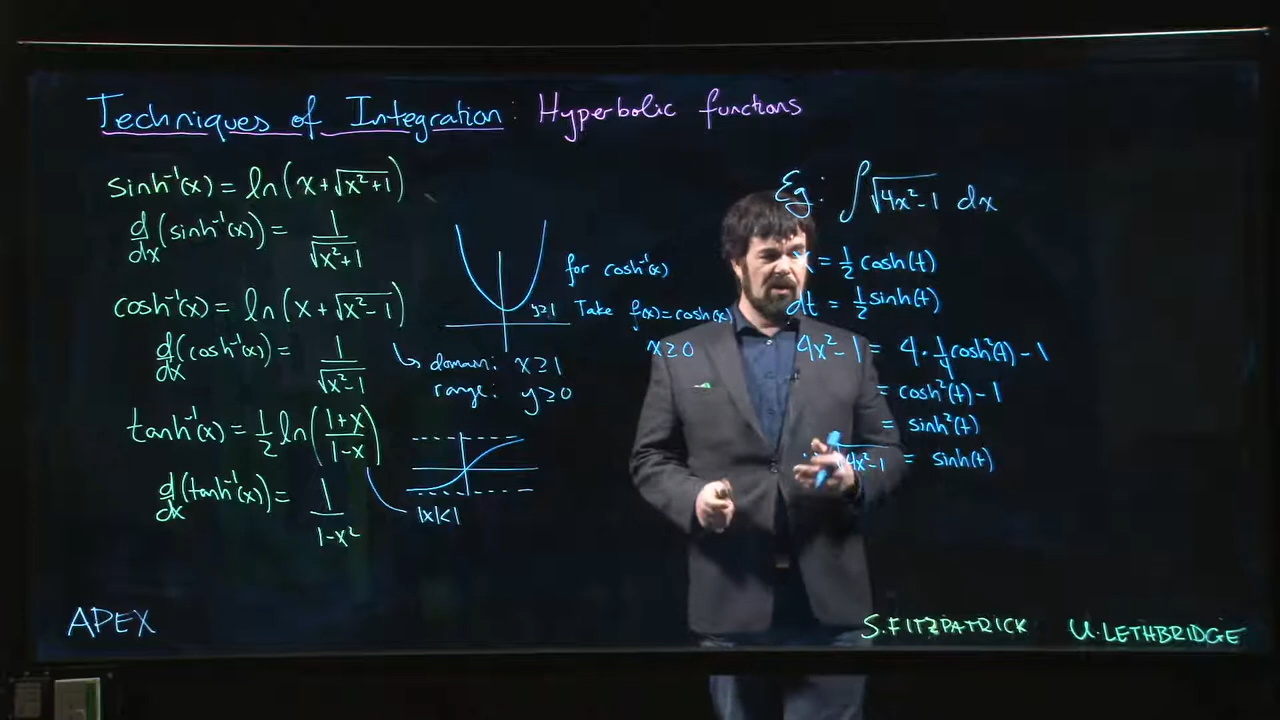 Techniques of Integration: Hyperbolic functions
sinh⁻¹(x) = ln(x+√(x²+1))
d/dx(sinh⁻¹(x)) = 1/√(x²+1)
cosh⁻¹(x) = ln(x+√(x²-1))
d/dx(cosh⁻¹(x)) = 1/√(x²-1)
tanh⁻¹(x) = 1/2 ln((1+x)/(1-x))
d/dx(tanh⁻¹(x)) = 1/(1-x²)
y≥1
for cosh⁻¹(x)
Take f(x)=cosh(x)
x≥0
domain: x≥1
range: y≥0
|x|<1
Eg: ∫√(4x²-1) dx
= 1/2 cosh(t)
dt = 1/2 sinh(t)
4x²-1 = 4·1/4 cosh²(t)-1
= cosh²(t)-1
= sinh²(t)
√(4x²-1) = sinh(t)
APEX
S.FITZPATRICK U.LETHBRIDGE